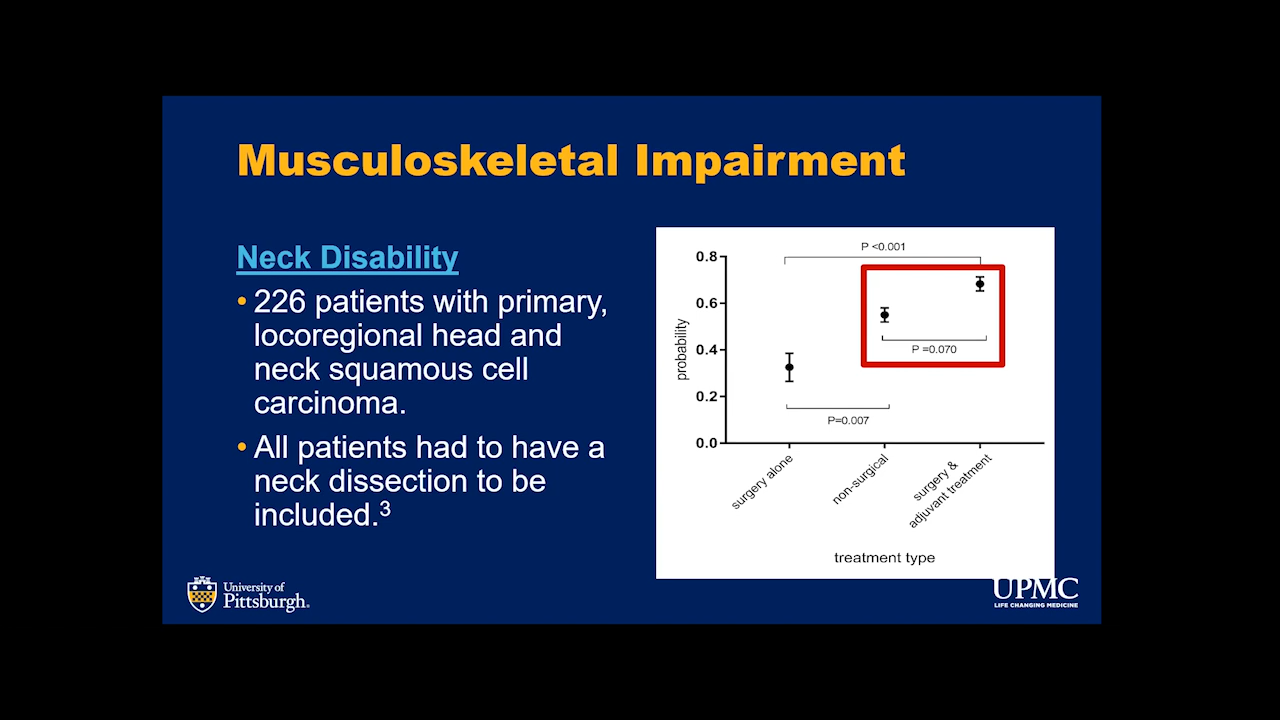 Musculoskeletal Impairment
Neck Disability
• 226 patients with primary,
locoregional head and
neck squamous cell
carcinoma.
• All patients had to have a
neck dissection to be
included.3
P <0.001
0.8
0.6
0.4
0.2
0.0
probability
P =0.070
P=0.007
surgery alone
non-surgical
surgery &
adjuvant treatment
treatment type
University of
Pittsburgh.
UPMC
LIFE CHANGING MEDICINE